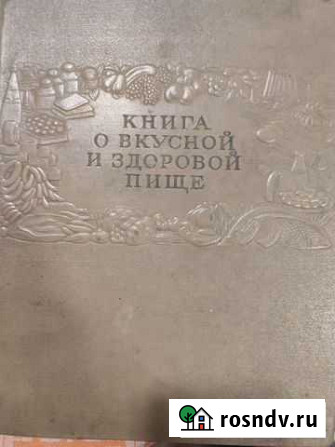 КНИГА
О ВКУСНОЙ
И ЗДОРОВОЙ
ПИЩЕ
rosndv.ru